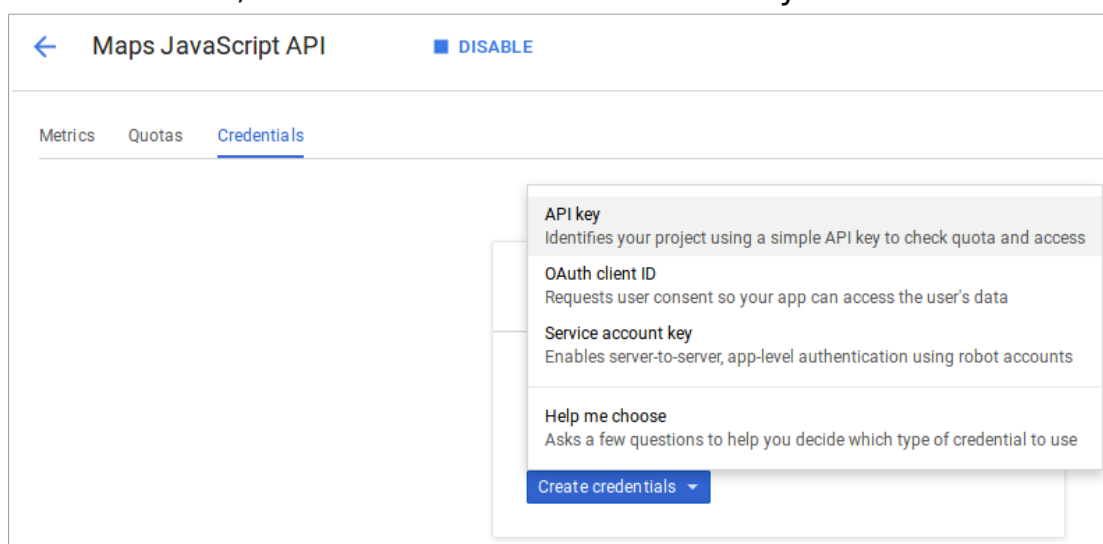 Maps JavaScript API DISABLE
Metrics Quotas Credentials
API key
Identifies your project using a simple API key to check quota and access
OAuth client ID
Requests user consent so your app can access the user's data
Service account key
Enables server-to-server, app-level authentication using robot accounts
Help me choose
Asks a few questions to help you decide which type of credential to use
Create credentials